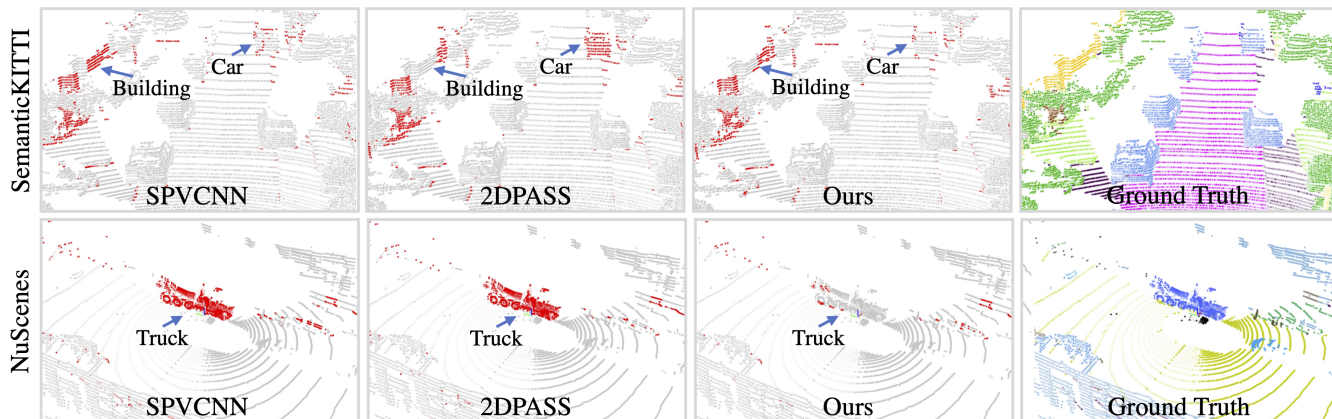 SemanticKITTI
Building
Car
SPVCNN
Building
Car
2DPASS
Building
Car
Ours
Ground Truth
NuScenes
Truck
SPVCNN
Truck
2DPASS
Truck
Ours
Ground Truth